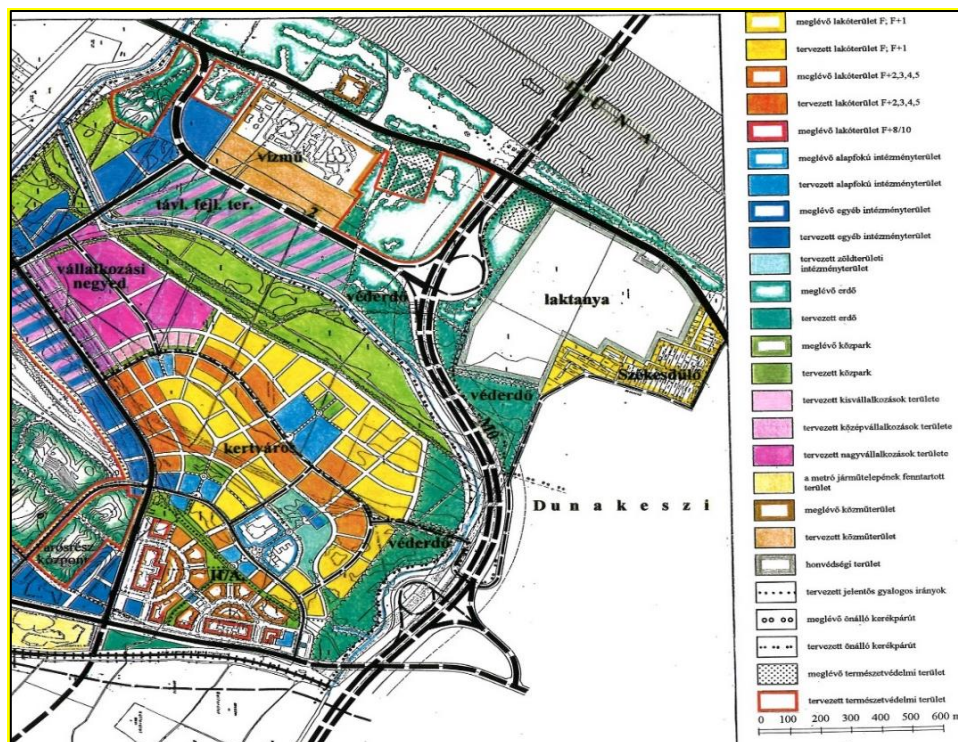 DUNA
vízmű
távl. fejl. ter.
2
vállalkozási
negyed
véderdő
laktanya
Székesdűlő
véderdő
M0
kertváros
Dunakeszi
véderdő
Városrész
központ
II/A.
meglévő lakóterület F; F+1
tervezett lakóterület F; F+1
meglévő lakóterület F+2,3,4,5
tervezett lakóterület F+2,3,4,5
meglévő lakóterület F+8/10
meglévő alapfokú intézményterület
tervezett alapfokú intézményterület
meglévő egyéb intézményterület
tervezett egyéb intézményterület
tervezett zöldterületi
intézményterület
meglévő erdő
tervezett erdő
meglévő közpark
tervezett közpark
tervezett kisvállalkozások területe
tervezett középvállalkozások területe
tervezett nagyvállalkozások területe
a metró járműtelepének fenntartott
terület
meglévő közműterület
tervezett közműterület
honvédségi terület
tervezett jelentős gyalogos irányok
meglévő önálló kerékpárút
tervezett önálló kerékpárút
meglévő természetvédelmi terület
tervezett természetvédelmi terület
0 100 200 300 400 500 600 m